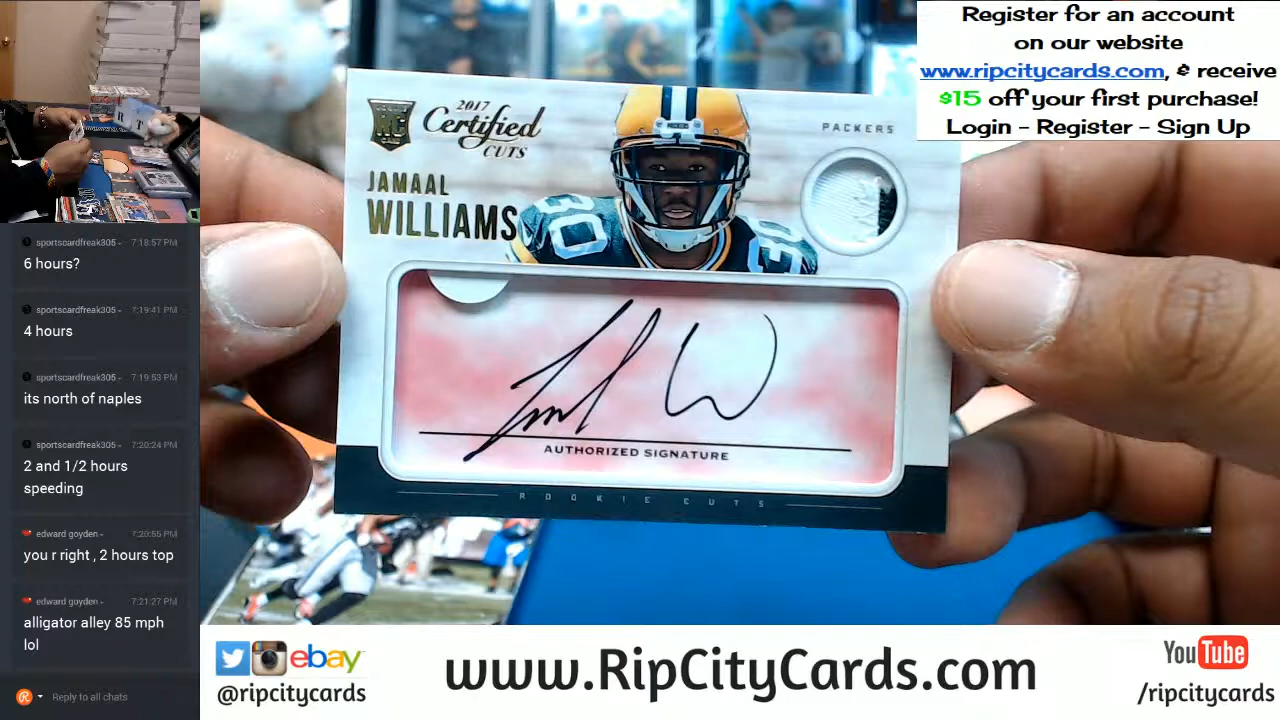 Register for an account
on our website
www.ripcitycards.com, & receive
$15 off your first purchase!
Login - Register - Sign Up
sportscardfreak305 - 7:18:57 PM
6 hours?
sportscardfreak305 - 7:19:41 PM
4 hours
sportscardfreak305 - 7:19:53 PM
its north of naples
sportscardfreak305 - 7:20:24 PM
2 and 1/2 hours
speeding
edward goyden - 7:20:55 PM
you r right , 2 hours top
edward goyden - 7:21:27 PM
alligator alley 85 mph
lol
Reply to all chats
RC
2017
Certified
CUTS
PACKERS
JAMAAL
WILLIAMS
30
AUTHORIZED SIGNATURE
ROOKIE CUTS
ebay
@ripcitycards
www.RipCityCards.com
YouTube
/ripcitycards